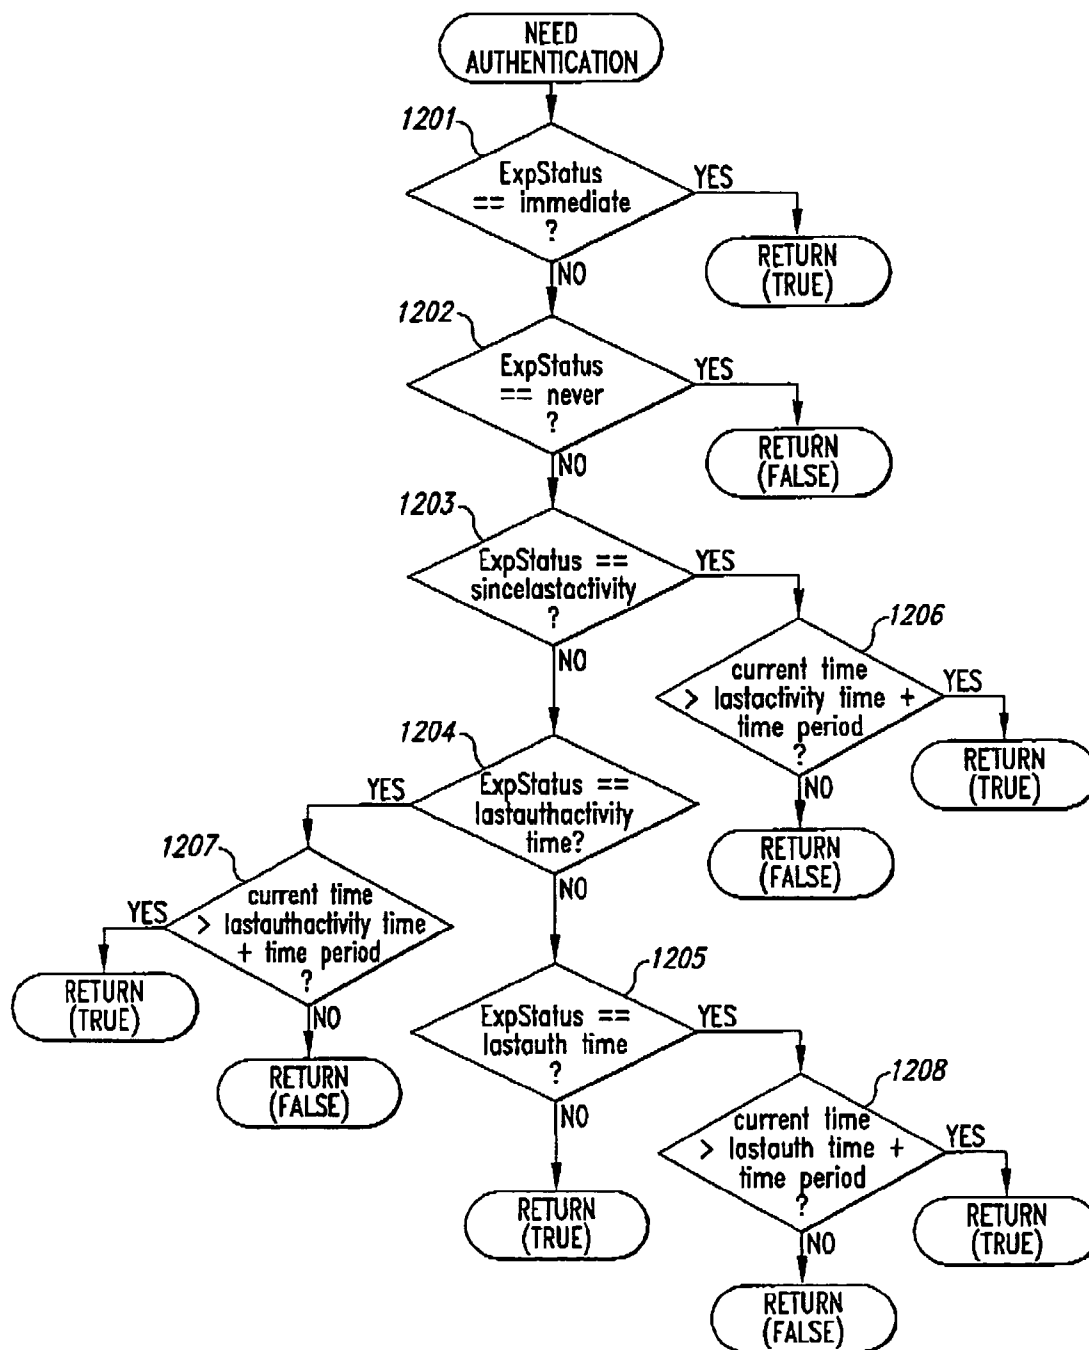 NEED
AUTHENTICATION
1201
ExpStatus
== immediate
?
YES
RETURN
(TRUE)
NO
1202
ExpStatus
== never
?
YES
RETURN
(FALSE)
NO
1203
ExpStatus ==
sincelastactivity
?
YES
NO
1206
current time
> lastactivity time +
time period
?
YES
RETURN
(TRUE)
NO
RETURN
(FALSE)
1204
ExpStatus ==
lastauthactivity
time?
YES
NO
1207
current time
> lastauthactivity time
+ time period
?
YES
RETURN
(TRUE)
NO
RETURN
(FALSE)
1205
ExpStatus ==
lastauth time
?
YES
NO
RETURN
(TRUE)
1208
current time
> lastauth time +
time period
?
YES
RETURN
(TRUE)
NO
RETURN
(FALSE)